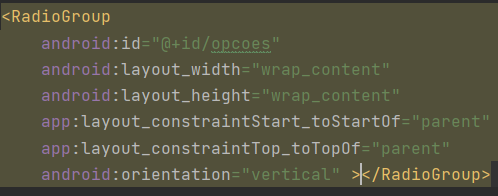 <RadioGroup
android:id="@+id/opcoes"
android:layout_width="wrap_content"
android:layout_height="wrap_content"
app:layout_constraintStart_toStartOf="parent"
app:layout_constraintTop_toTopOf="parent"
android:orientation="vertical" ></RadioGroup>